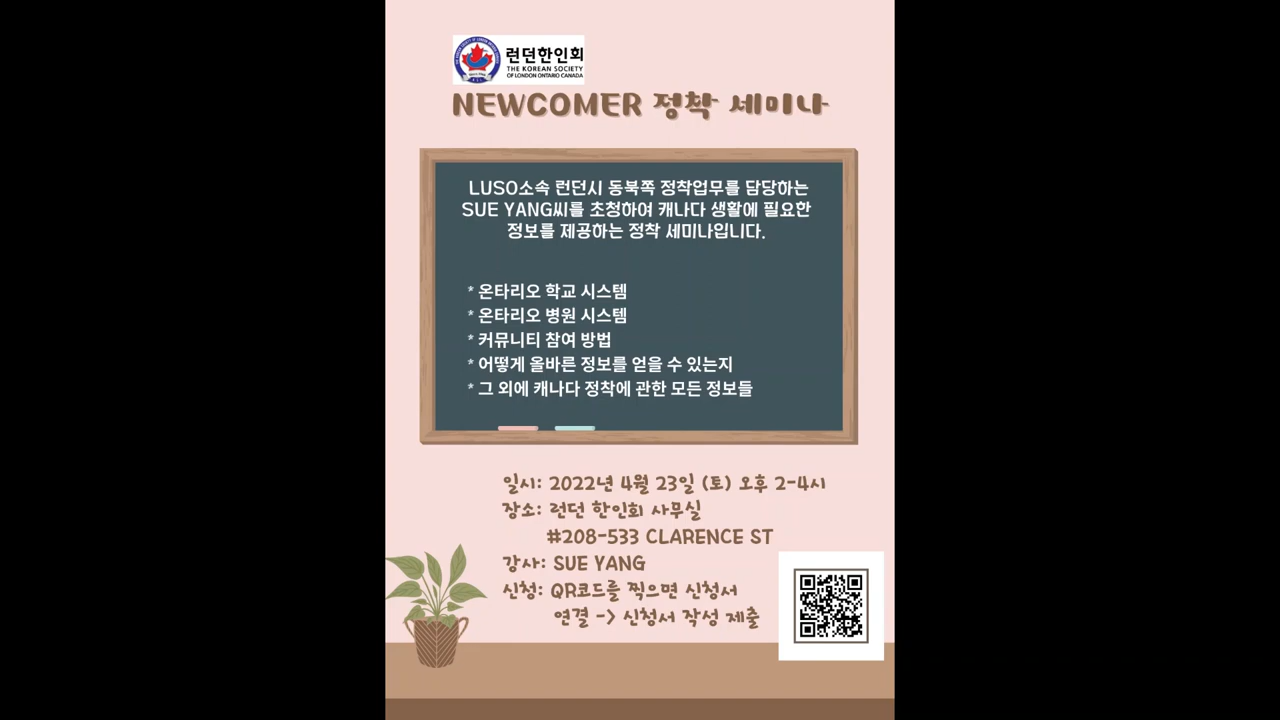 런던한인회
THE KOREAN SOCIETY
OF LONDON ONTARIO CANADA
NEWCOMER 정착 세미나
LUSO소속 런던시 동북쪽 정착업무를 담당하는
SUE YANG씨를 초청하여 캐나다 생활에 필요한
정보를 제공하는 정착 세미나입니다.
* 온타리오 학교 시스템
* 온타리오 병원 시스템
* 커뮤니티 참여 방법
* 어떻게 올바른 정보를 얻을 수 있는지
* 그 외에 캐나다 정착에 관한 모든 정보들
일시: 2022년 4월 23일 (토) 오후 2-4시
장소: 런던 한인회 사무실
#208-533 CLARENCE ST
강사: SUE YANG
신청: QR코드를 찍으면 신청서
연결 -> 신청서 작성 제출